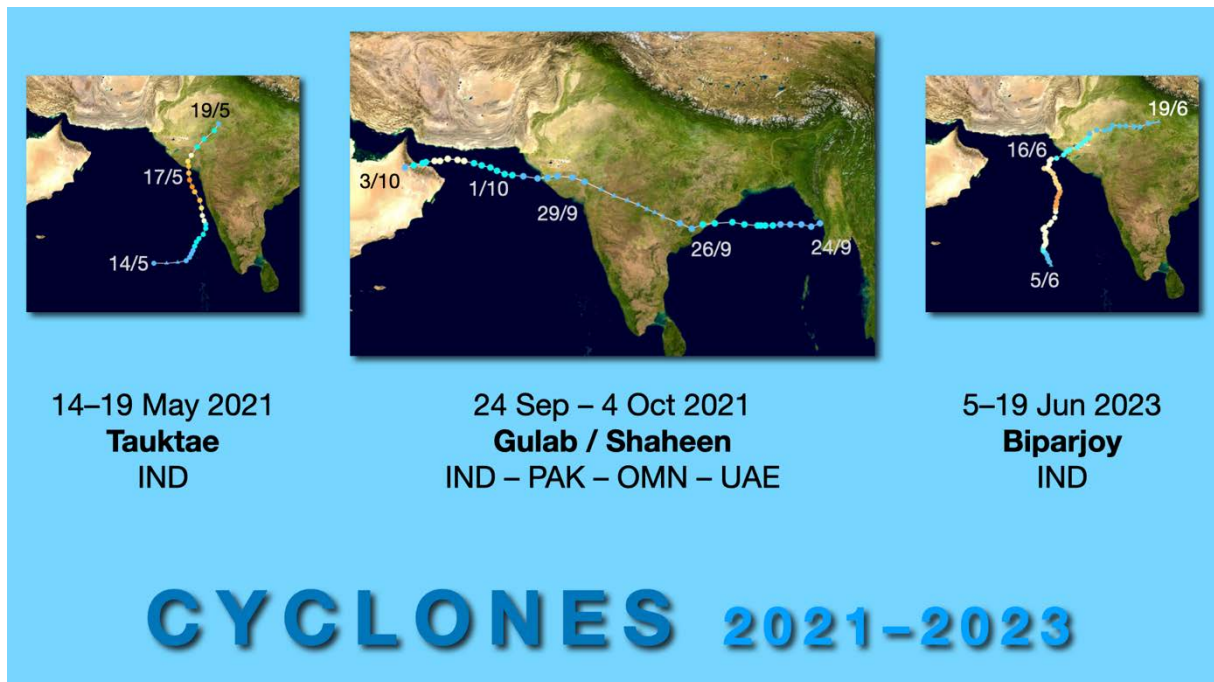 19/5
17/5
14/5
3/10
1/10
29/9
26/9
24/9
19/6
16/6
5/6
14–19 May 2021
Tauktae
IND
24 Sep – 4 Oct 2021
Gulab / Shaheen
IND – PAK – OMN – UAE
5–19 Jun 2023
Biparjoy
IND
CYCLONES 2021–2023